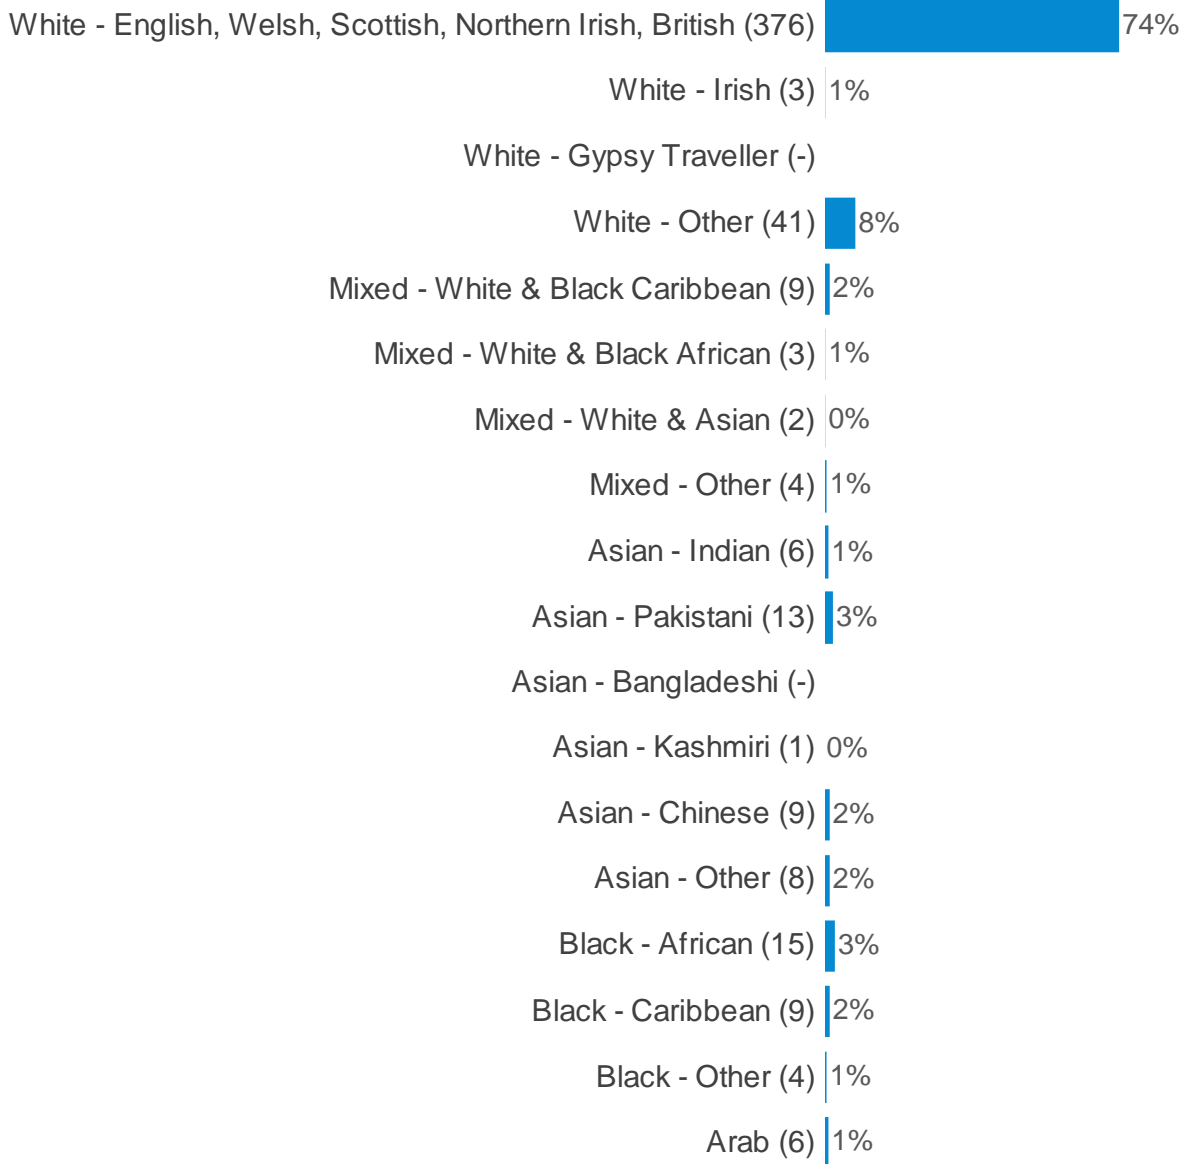 White - English, Welsh, Scottish, Northern Irish, British (376) 74%
White - Irish (3) 1%
White - Gypsy Traveller (-)
White - Other (41) 8%
Mixed - White & Black Caribbean (9) 2%
Mixed - White & Black African (3) 1%
Mixed - White & Asian (2) 0%
Mixed - Other (4) 1%
Asian - Indian (6) 1%
Asian - Pakistani (13) 3%
Asian - Bangladeshi (-)
Asian - Kashmiri (1) 0%
Asian - Chinese (9) 2%
Asian - Other (8) 2%
Black - African (15) 3%
Black - Caribbean (9) 2%
Black - Other (4) 1%
Arab (6) 1%